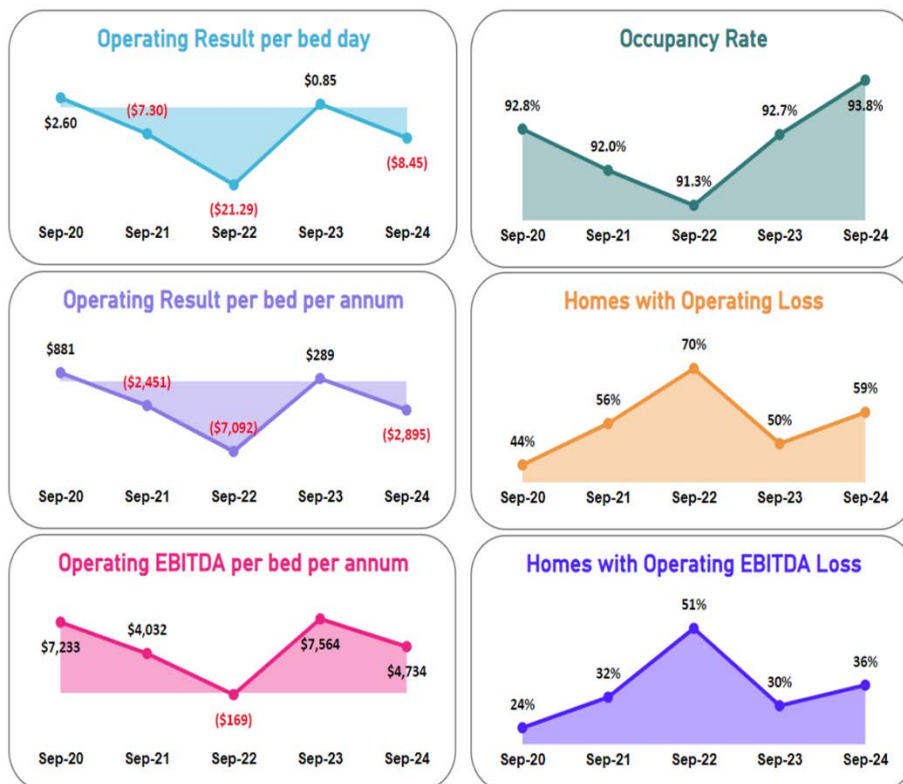 Operating Result per bed day
$2.60
($7.30)
($21.29)
$0.85
($8.45)
Sep-20 Sep-21 Sep-22 Sep-23 Sep-24
Occupancy Rate
92.8%
92.0%
91.3%
92.7%
93.8%
Sep-20 Sep-21 Sep-22 Sep-23 Sep-24
Operating Result per bed per annum
$881
($2,451)
($7,092)
$289
($2,895)
Sep-20 Sep-21 Sep-22 Sep-23 Sep-24
Homes with Operating Loss
44%
56%
70%
50%
59%
Sep-20 Sep-21 Sep-22 Sep-23 Sep-24
Operating EBITDA per bed per annum
$7,233
$4,032
($169)
$7,564
$4,734
Sep-20 Sep-21 Sep-22 Sep-23 Sep-24
Homes with Operating EBITDA Loss
24%
32%
51%
30%
36%
Sep-20 Sep-21 Sep-22 Sep-23 Sep-24